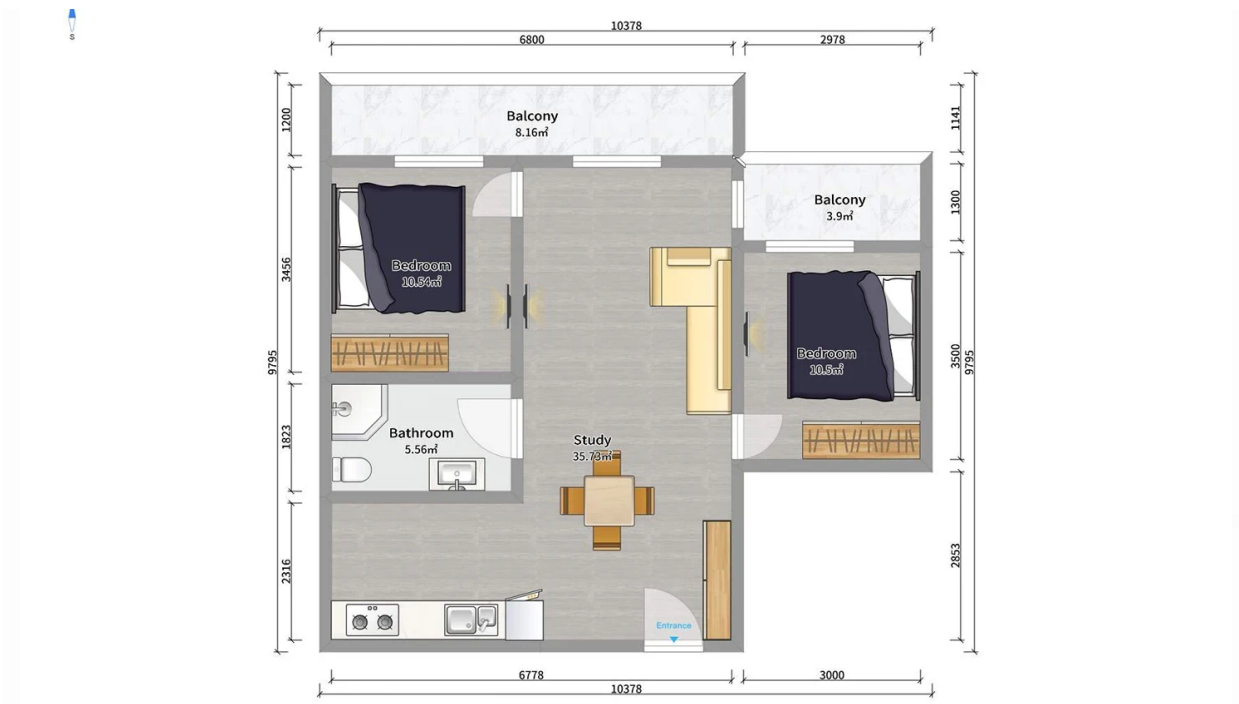 S
10378
6800
2978
1200
3456
9795
1823
2316
1141
1300
3500
9795
2853
Balcony
8.16㎡
Balcony
3.9㎡
Bedroom
10.54㎡
Bedroom
10.5㎡
Bathroom
5.56㎡
Study
35.73㎡
Entrance
6778
3000
10378